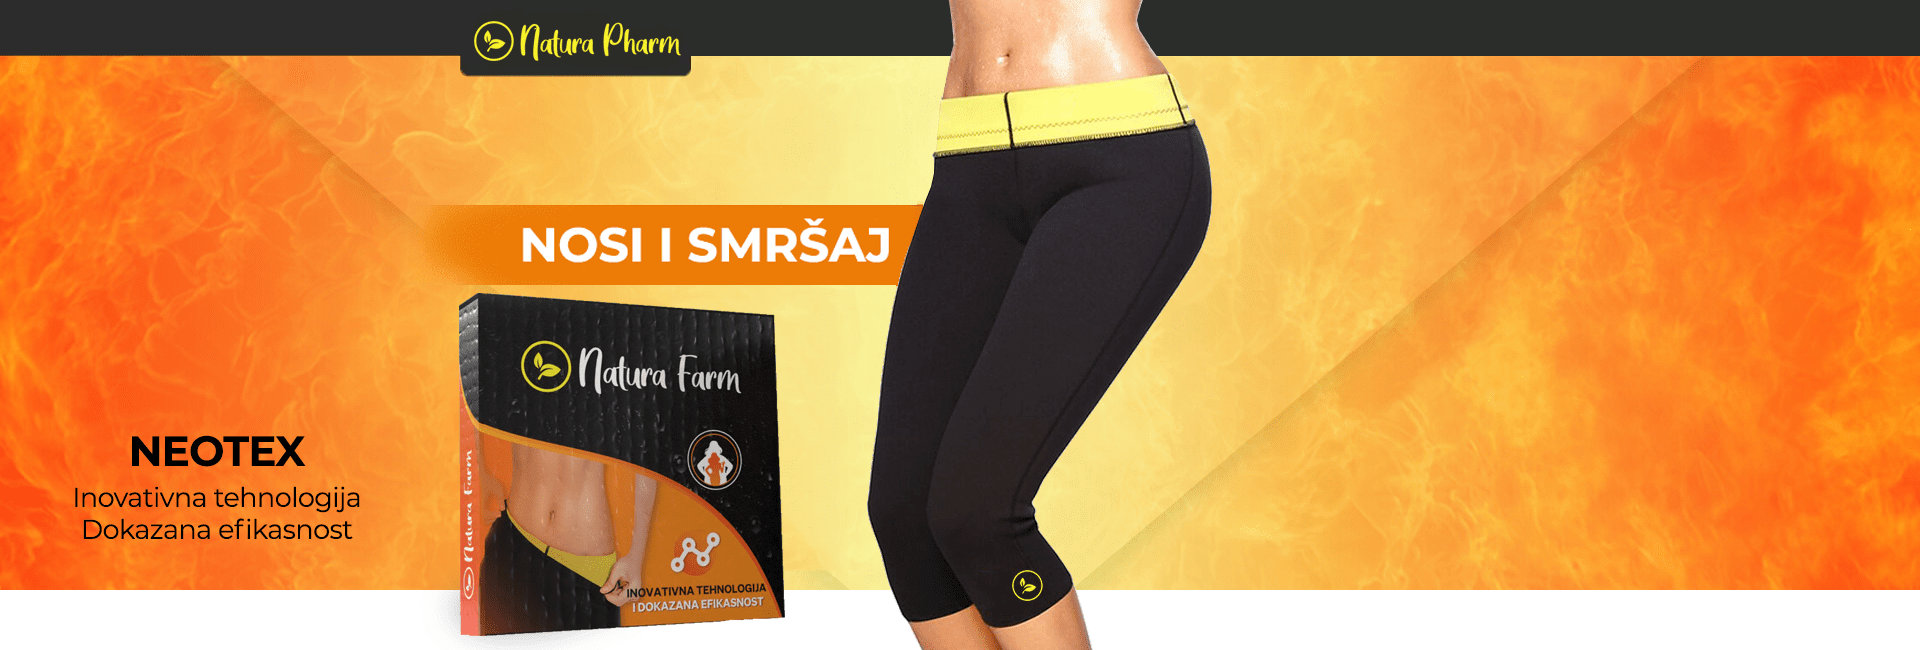 Natura Pharm
NOSI I SMRŠAJ
Natura Farm
NEOTEX
Inovativna tehnologija
Dokazana efikasnost
Natura Farm
INOVATIVNA TEHNOLOGIJA
I DOKAZANA EFIKASNOST